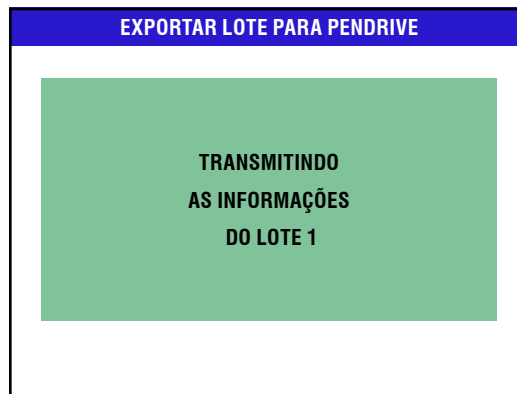 EXPORTAR LOTE PARA PENDRIVE
TRANSMITINDO
AS INFORMAÇÕES
DO LOTE 1